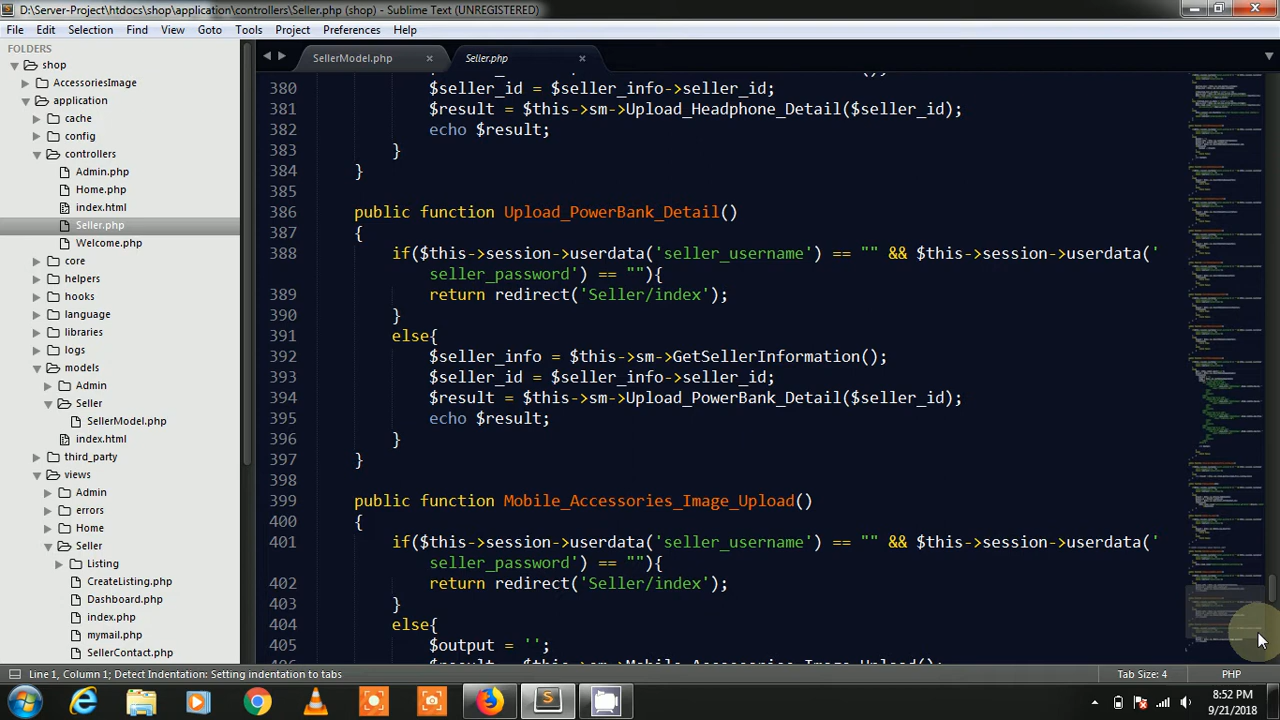 D:\Server-Project\htdocs\shop\application\controllers\Seller.php (shop) - Sublime Text (UNREGISTERED)
File Edit Selection Find View Goto Tools Project Preferences Help
FOLDERS
shop
AccessoriesImage
application
cache
config
controllers
Admin.php
Home.php
index.html
Seller.php
Welcome.php
core
helpers
hooks
language
libraries
logs
models
Admin
Seller
SellerModel.php
index.html
third_party
views
Admin
errors
Home
Seller
Listing
CreateListing.php
Dashboard.php
index.php
mymail.php
SellerContact.php
SellerModel.php Seller.php
380 $seller_id = $seller_info->seller_id;
381 $result = $this->sm->Upload_Headphone_Detail($seller_id);
382 echo $result;
383 }
384 }
385
386 public function Upload_PowerBank_Detail()
387 {
388 if($this->session->userdata('seller_username') == "" && $this->session->userdata('
seller_password') == ""){
389 return redirect('Seller/index');
390 }
391 else{
392 $seller_info = $this->sm->GetSellerInformation();
393 $seller_id = $seller_info->seller_id;
394 $result = $this->sm->Upload_PowerBank_Detail($seller_id);
395 echo $result;
396 }
397 }
398
399 public function Mobile_Accessories_Image_Upload()
400 {
401 if($this->session->userdata('seller_username') == "" && $this->session->userdata('
seller_password') == ""){
402 return redirect('Seller/index');
403 }
404 else{
405 $output = '';
Line 1, Column 1; Detect Indentation: Setting indentation to tabs
Tab Size: 4 PHP
8:52 PM
9/21/2018